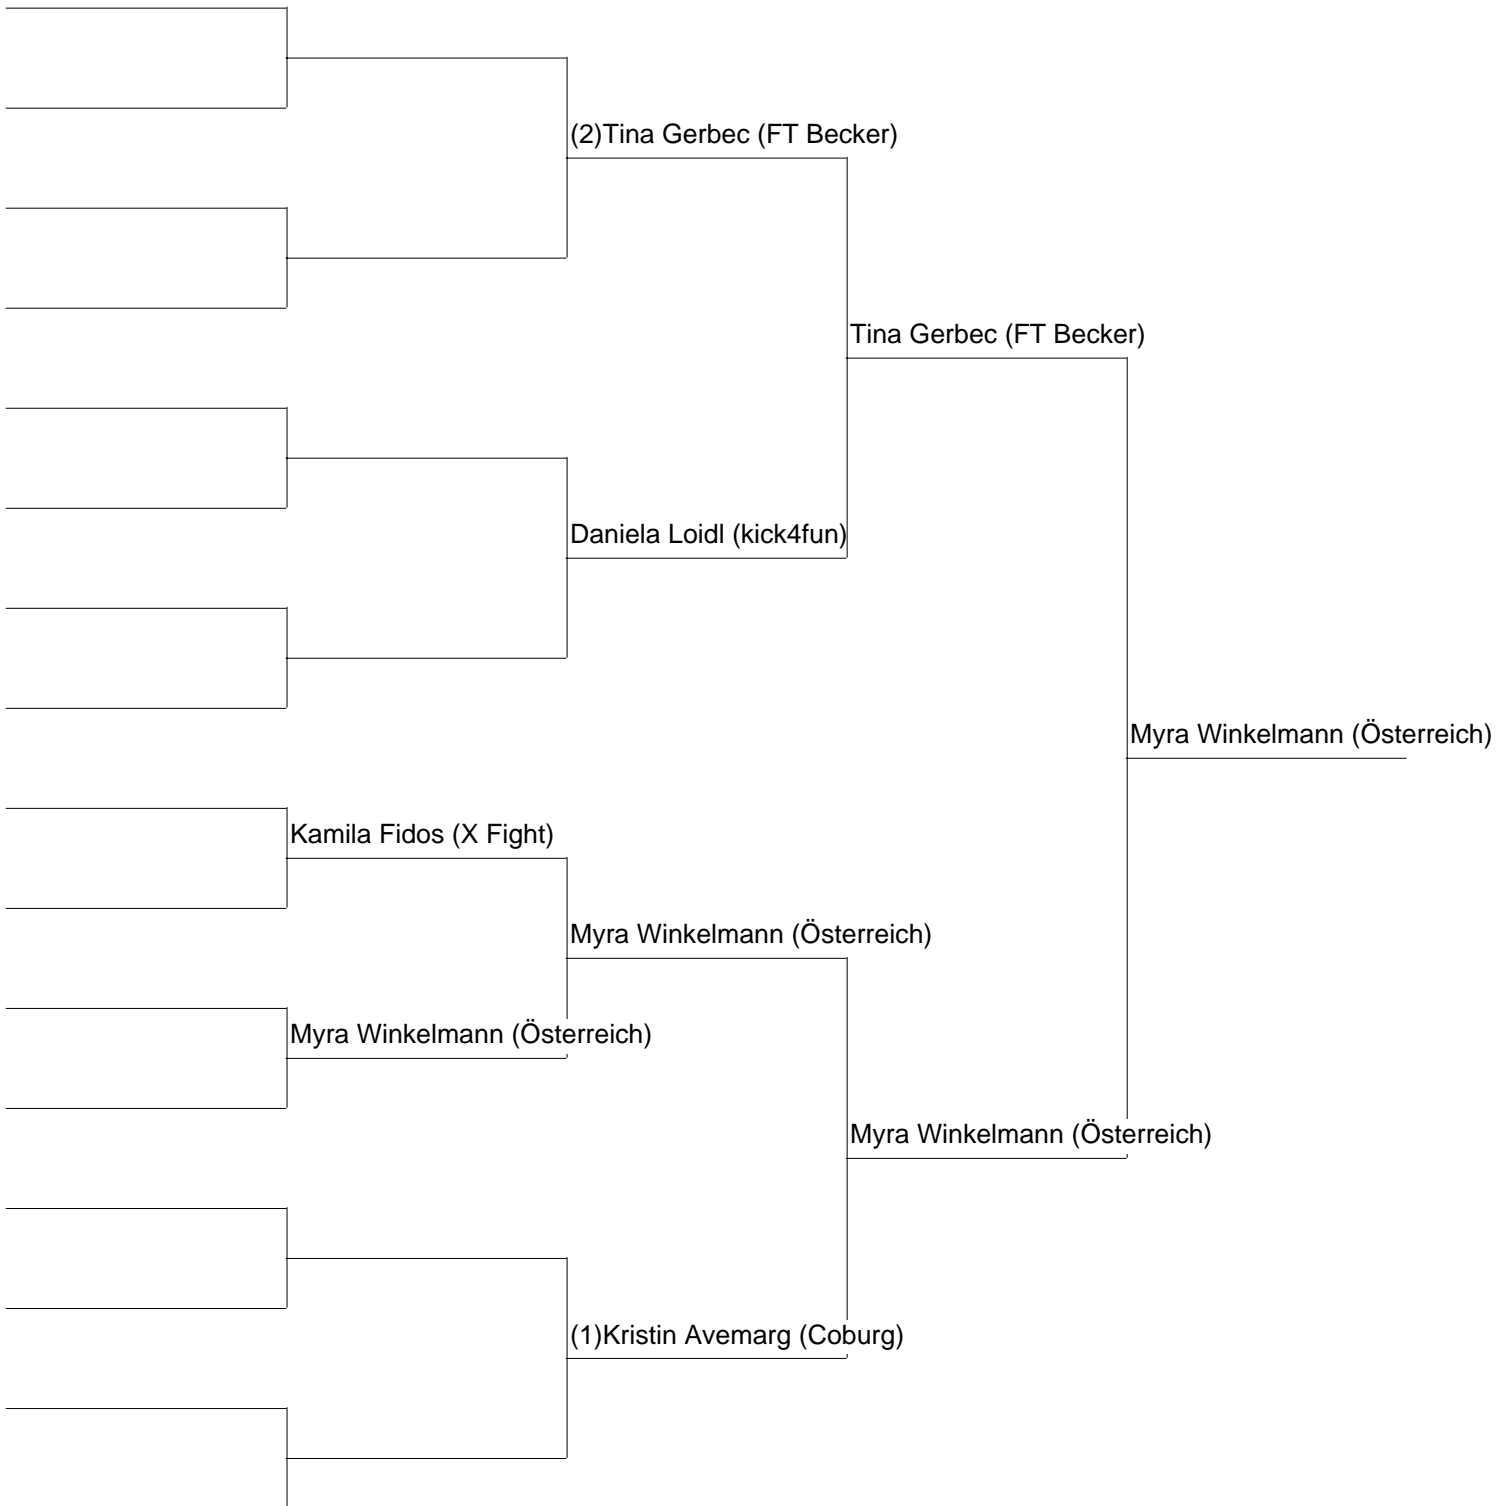 (2)Tina Gerbec (FT Becker)
Tina Gerbec (FT Becker)
Daniela Loidl (kick4fun)
Myra Winkelmann (Österreich)
Kamila Fidos (X Fight)
Myra Winkelmann (Österreich)
Myra Winkelmann (Österreich)
Myra Winkelmann (Österreich)
(1)Kristin Avemarg (Coburg)